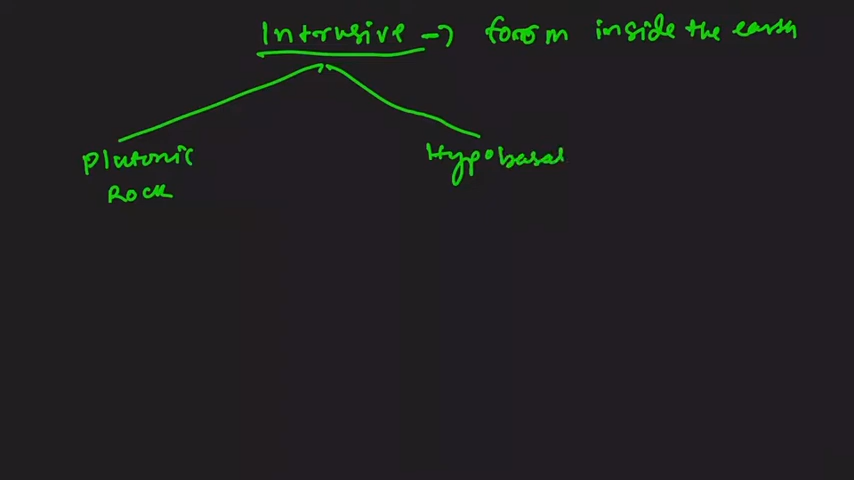 Intrusive → form inside the earth
Plutonic
Rock
Hypobasal